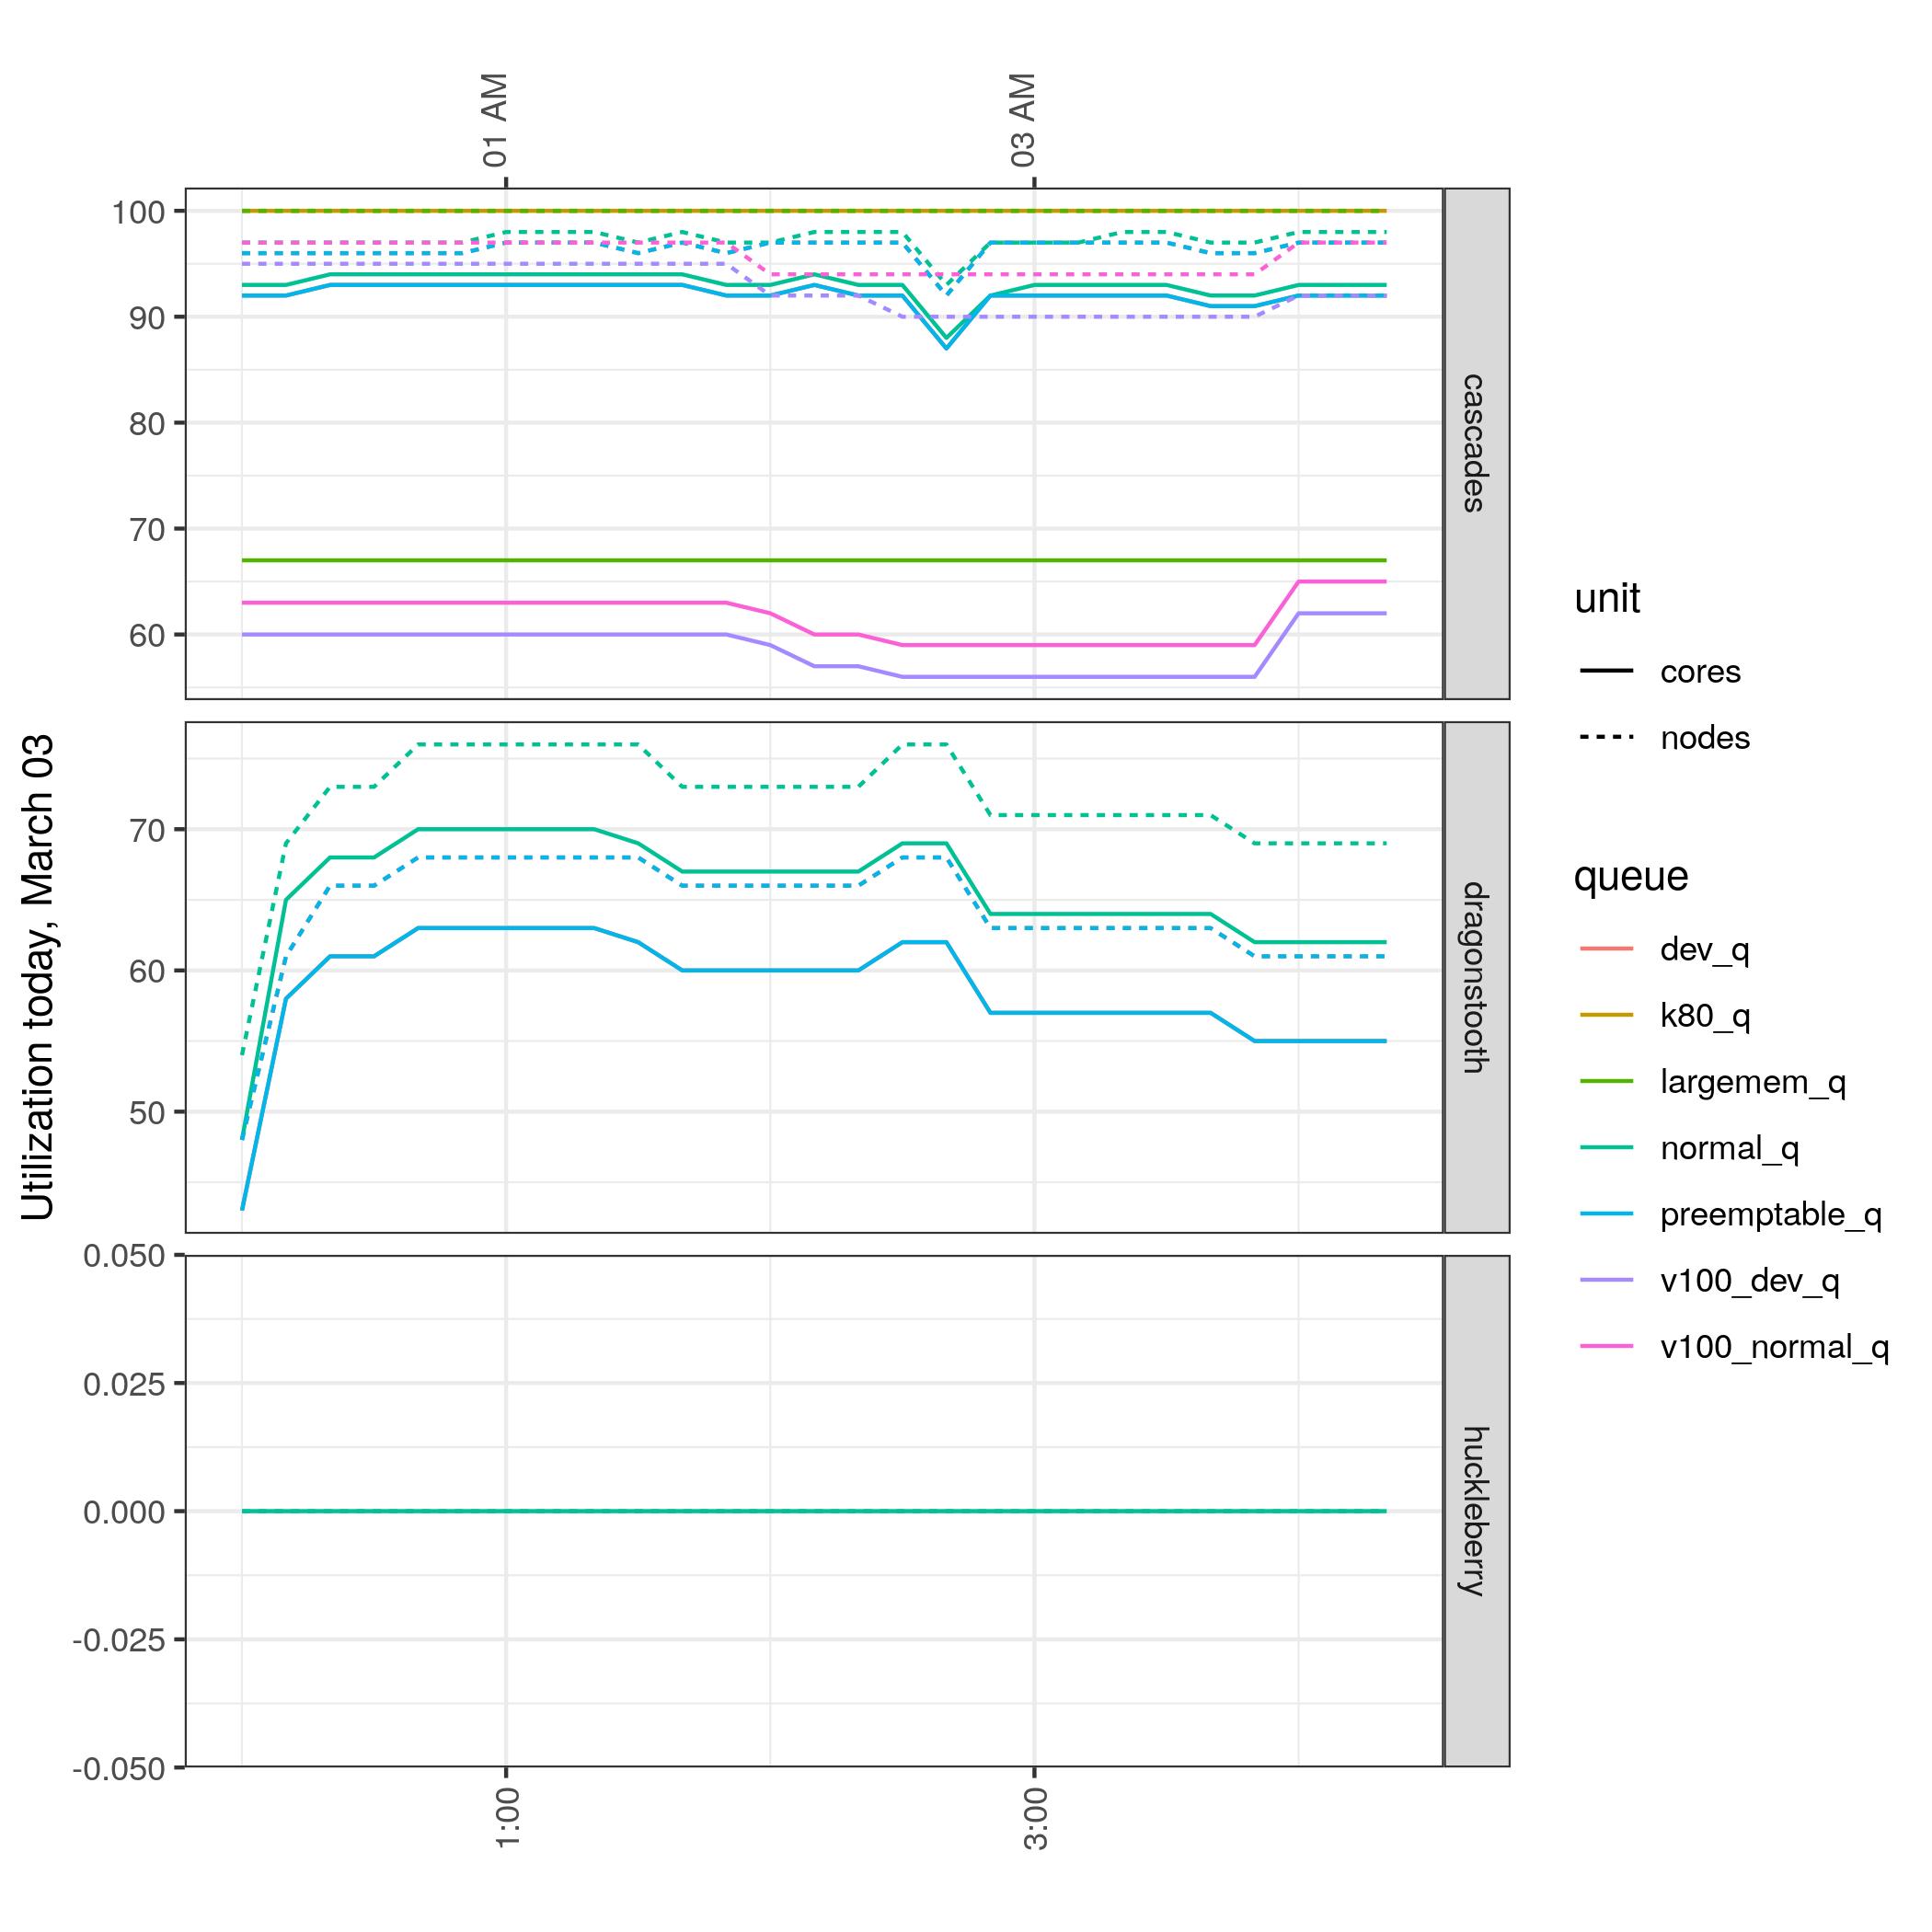 01 AM
03 AM
Utilization today, March 03
100
90
80
70
60
cascades
70
60
50
dragonstooth
0.050
0.025
0.000
-0.025
-0.050
huckleberry
1:00
3:00
unit
cores
nodes
queue
dev_q
k80_q
largemem_q
normal_q
preemptable_q
v100_dev_q
v100_normal_q